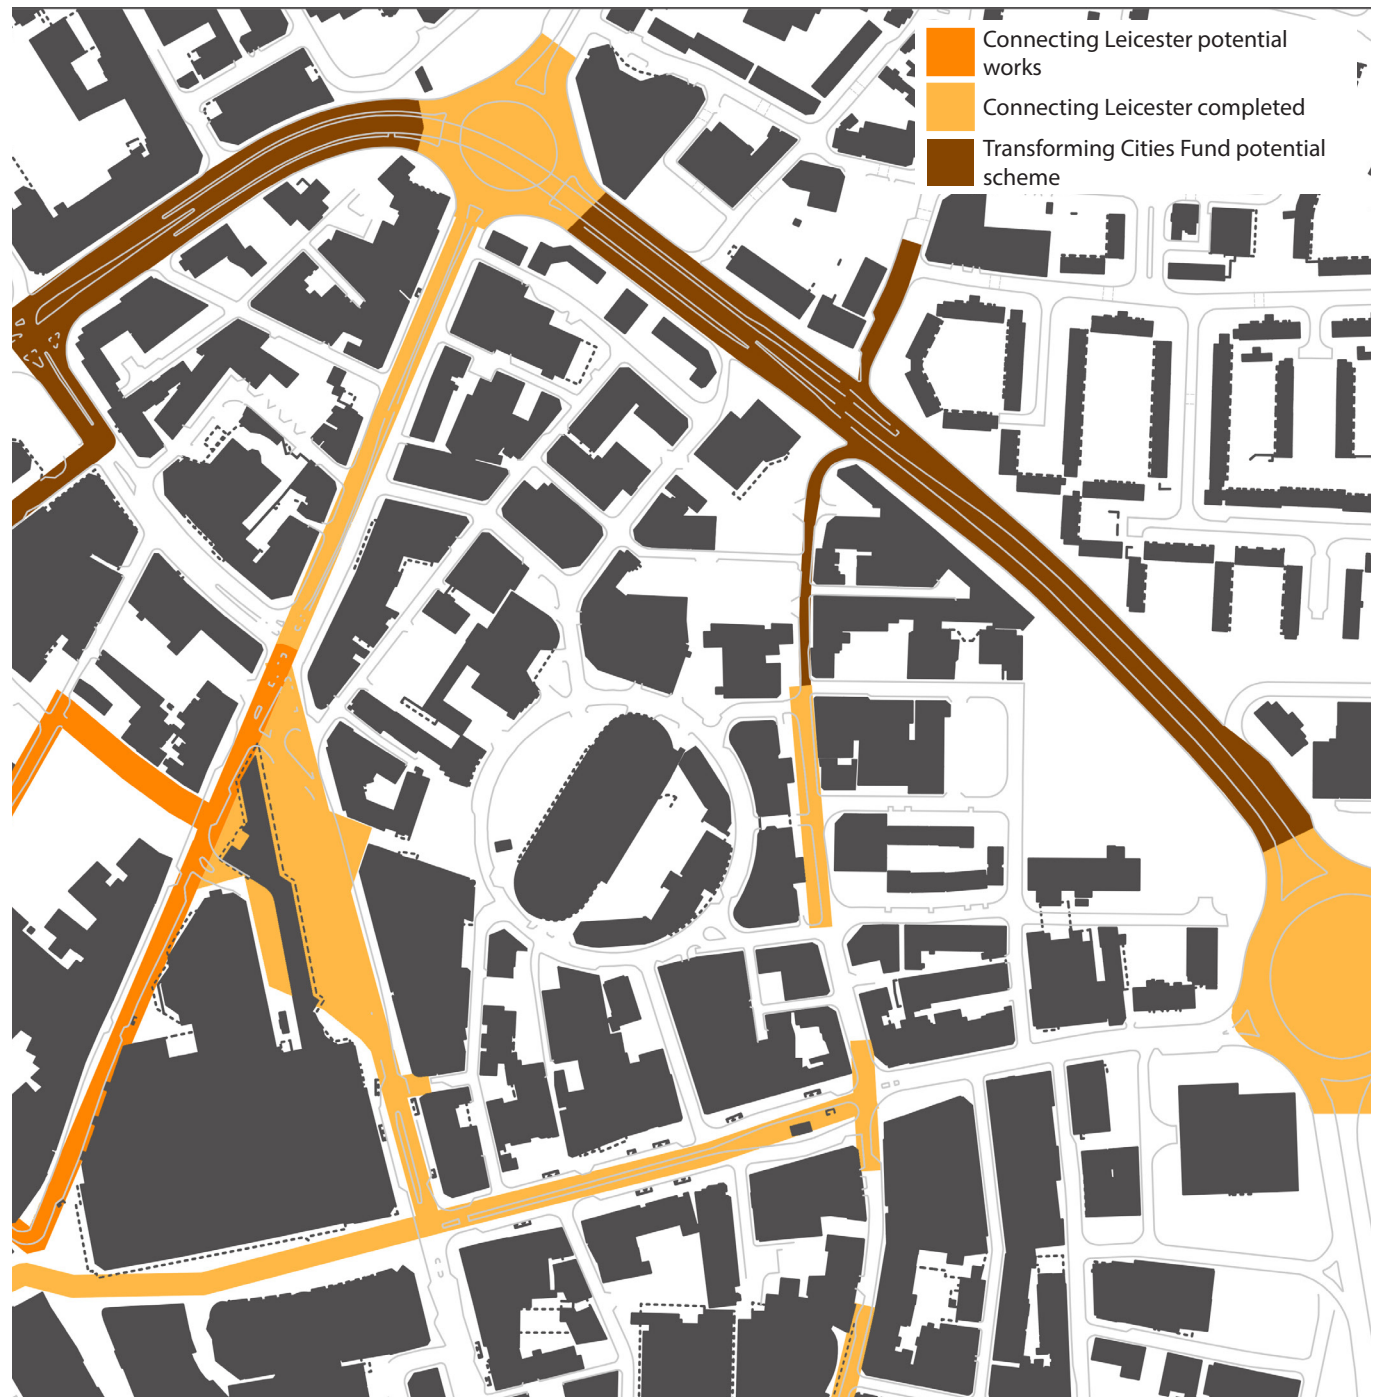 Connecting Leicester potential
works
Connecting Leicester completed
Transforming Cities Fund potential
scheme